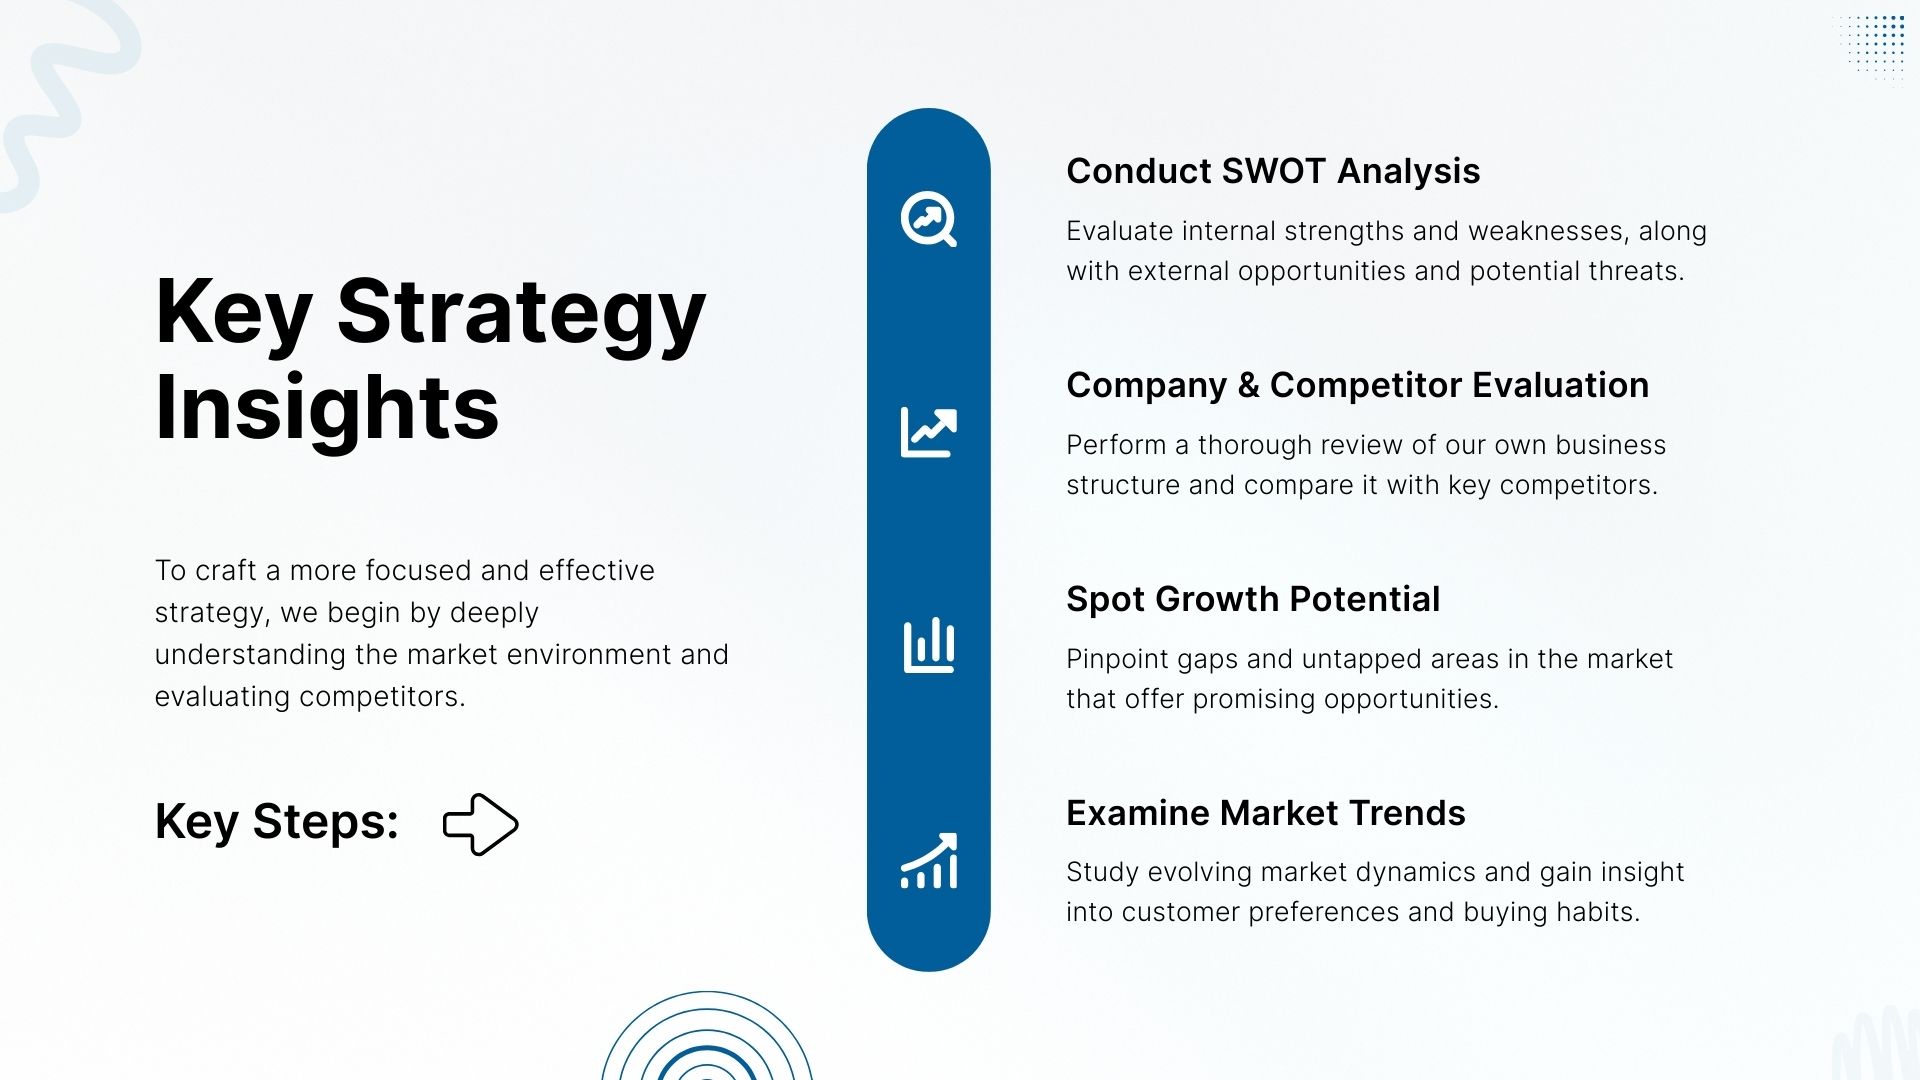 Key Strategy
Insights
To craft a more focused and effective
strategy, we begin by deeply
understanding the market environment and
evaluating competitors.
Key Steps:
Conduct SWOT Analysis
Evaluate internal strengths and weaknesses, along
with external opportunities and potential threats.
Company & Competitor Evaluation
Perform a thorough review of our own business
structure and compare it with key competitors.
Spot Growth Potential
Pinpoint gaps and untapped areas in the market
that offer promising opportunities.
Examine Market Trends
Study evolving market dynamics and gain insight
into customer preferences and buying habits.